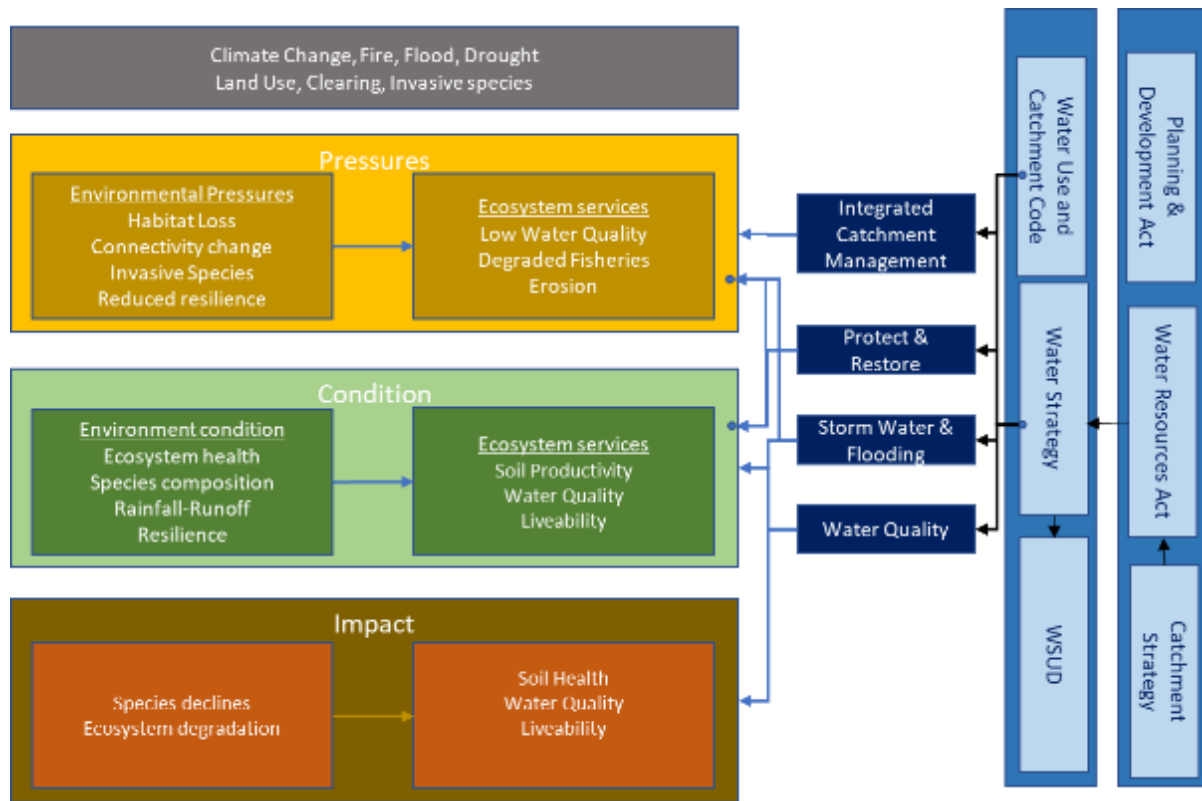 Climate Change, Fire, Flood, Drought
Land Use, Clearing, Invasive species
Pressures
Environmental Pressures
Habitat Loss
Connectivity change
Invasive Species
Reduced resilience
Ecosystem services
Low Water Quality
Degraded Fisheries
Erosion
Condition
Environment condition
Ecosystem health
Species composition
Rainfall-Runoff
Resilience
Ecosystem services
Soil Productivity
Water Quality
Liveability
Impact
Species declines
Ecosystem degradation
Soil Health
Water Quality
Liveability
Integrated
Catchment
Management
Protect &
Restore
Storm Water &
Flooding
Water Quality
Water Use and
Catchment Code
Water Strategy
WSUD
Planning &
Development Act
Water Resources Act
Catchment
Strategy